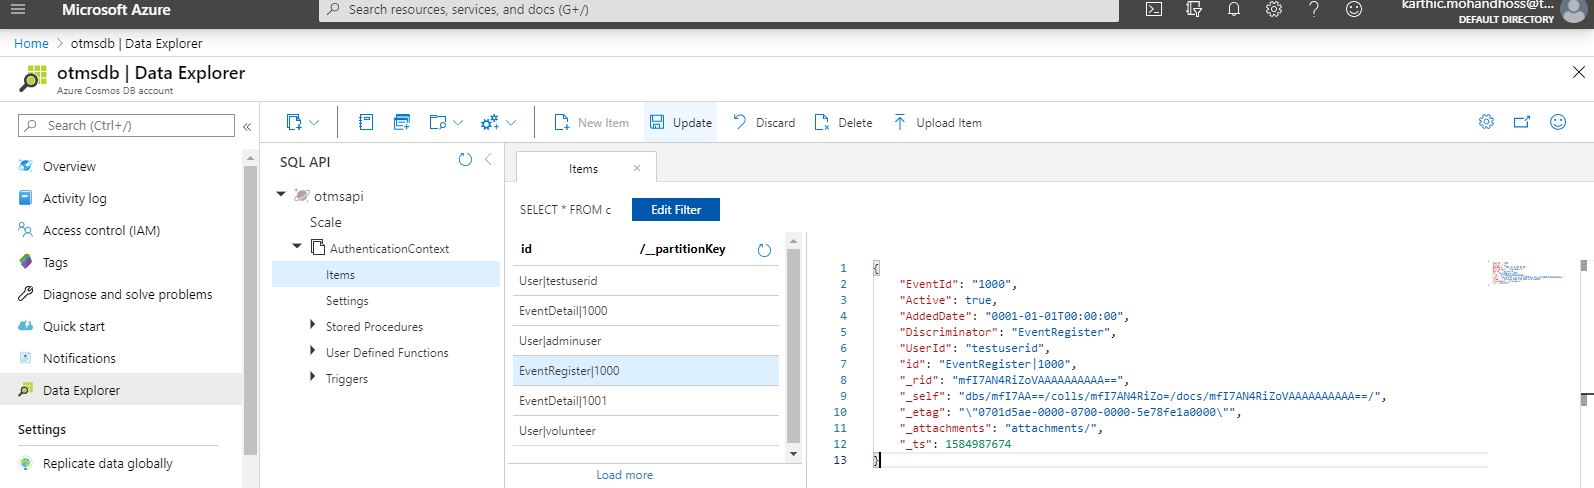 Microsoft Azure
Search resources, services, and docs (G+/)
karthic.mohandhoss@t...
DEFAULT DIRECTORY
Home > otmsdb | Data Explorer
otmsdb | Data Explorer
Azure Cosmos DB account
Search (Ctrl+/)
Overview
Activity log
Access control (IAM)
Tags
Diagnose and solve problems
Quick start
Notifications
Data Explorer
Settings
Replicate data globally
New Item
Update
Discard
Delete
Upload Item
SQL API
otmsapi
Scale
AuthenticationContext
Items
Settings
Stored Procedures
User Defined Functions
Triggers
Items
SELECT * FROM c
Edit Filter
id /__partitionKey
User|testuserid
EventDetail|1000
User|adminuser
EventRegister|1000
EventDetail|1001
User|volunteer
Load more
1 {
2 "EventId": "1000",
3 "Active": true,
4 "AddedDate": "0001-01-01T00:00:00",
5 "Discriminator": "EventRegister",
6 "UserId": "testuserid",
7 "id": "EventRegister|1000",
8 "_rid": "mfI7AN4RiZoVAAAAAAAAAA==",
9 "_self": "dbs/mfI7AA==/colls/mfI7AN4RiZo=/docs/mfI7AN4RiZoVAAAAAAAAAA==/",
10 "_etag": "\"0701d5ae-0000-0700-0000-5e78fe1a0000\"",
11 "_attachments": "attachments/",
12 "_ts": 1584987674
13 }